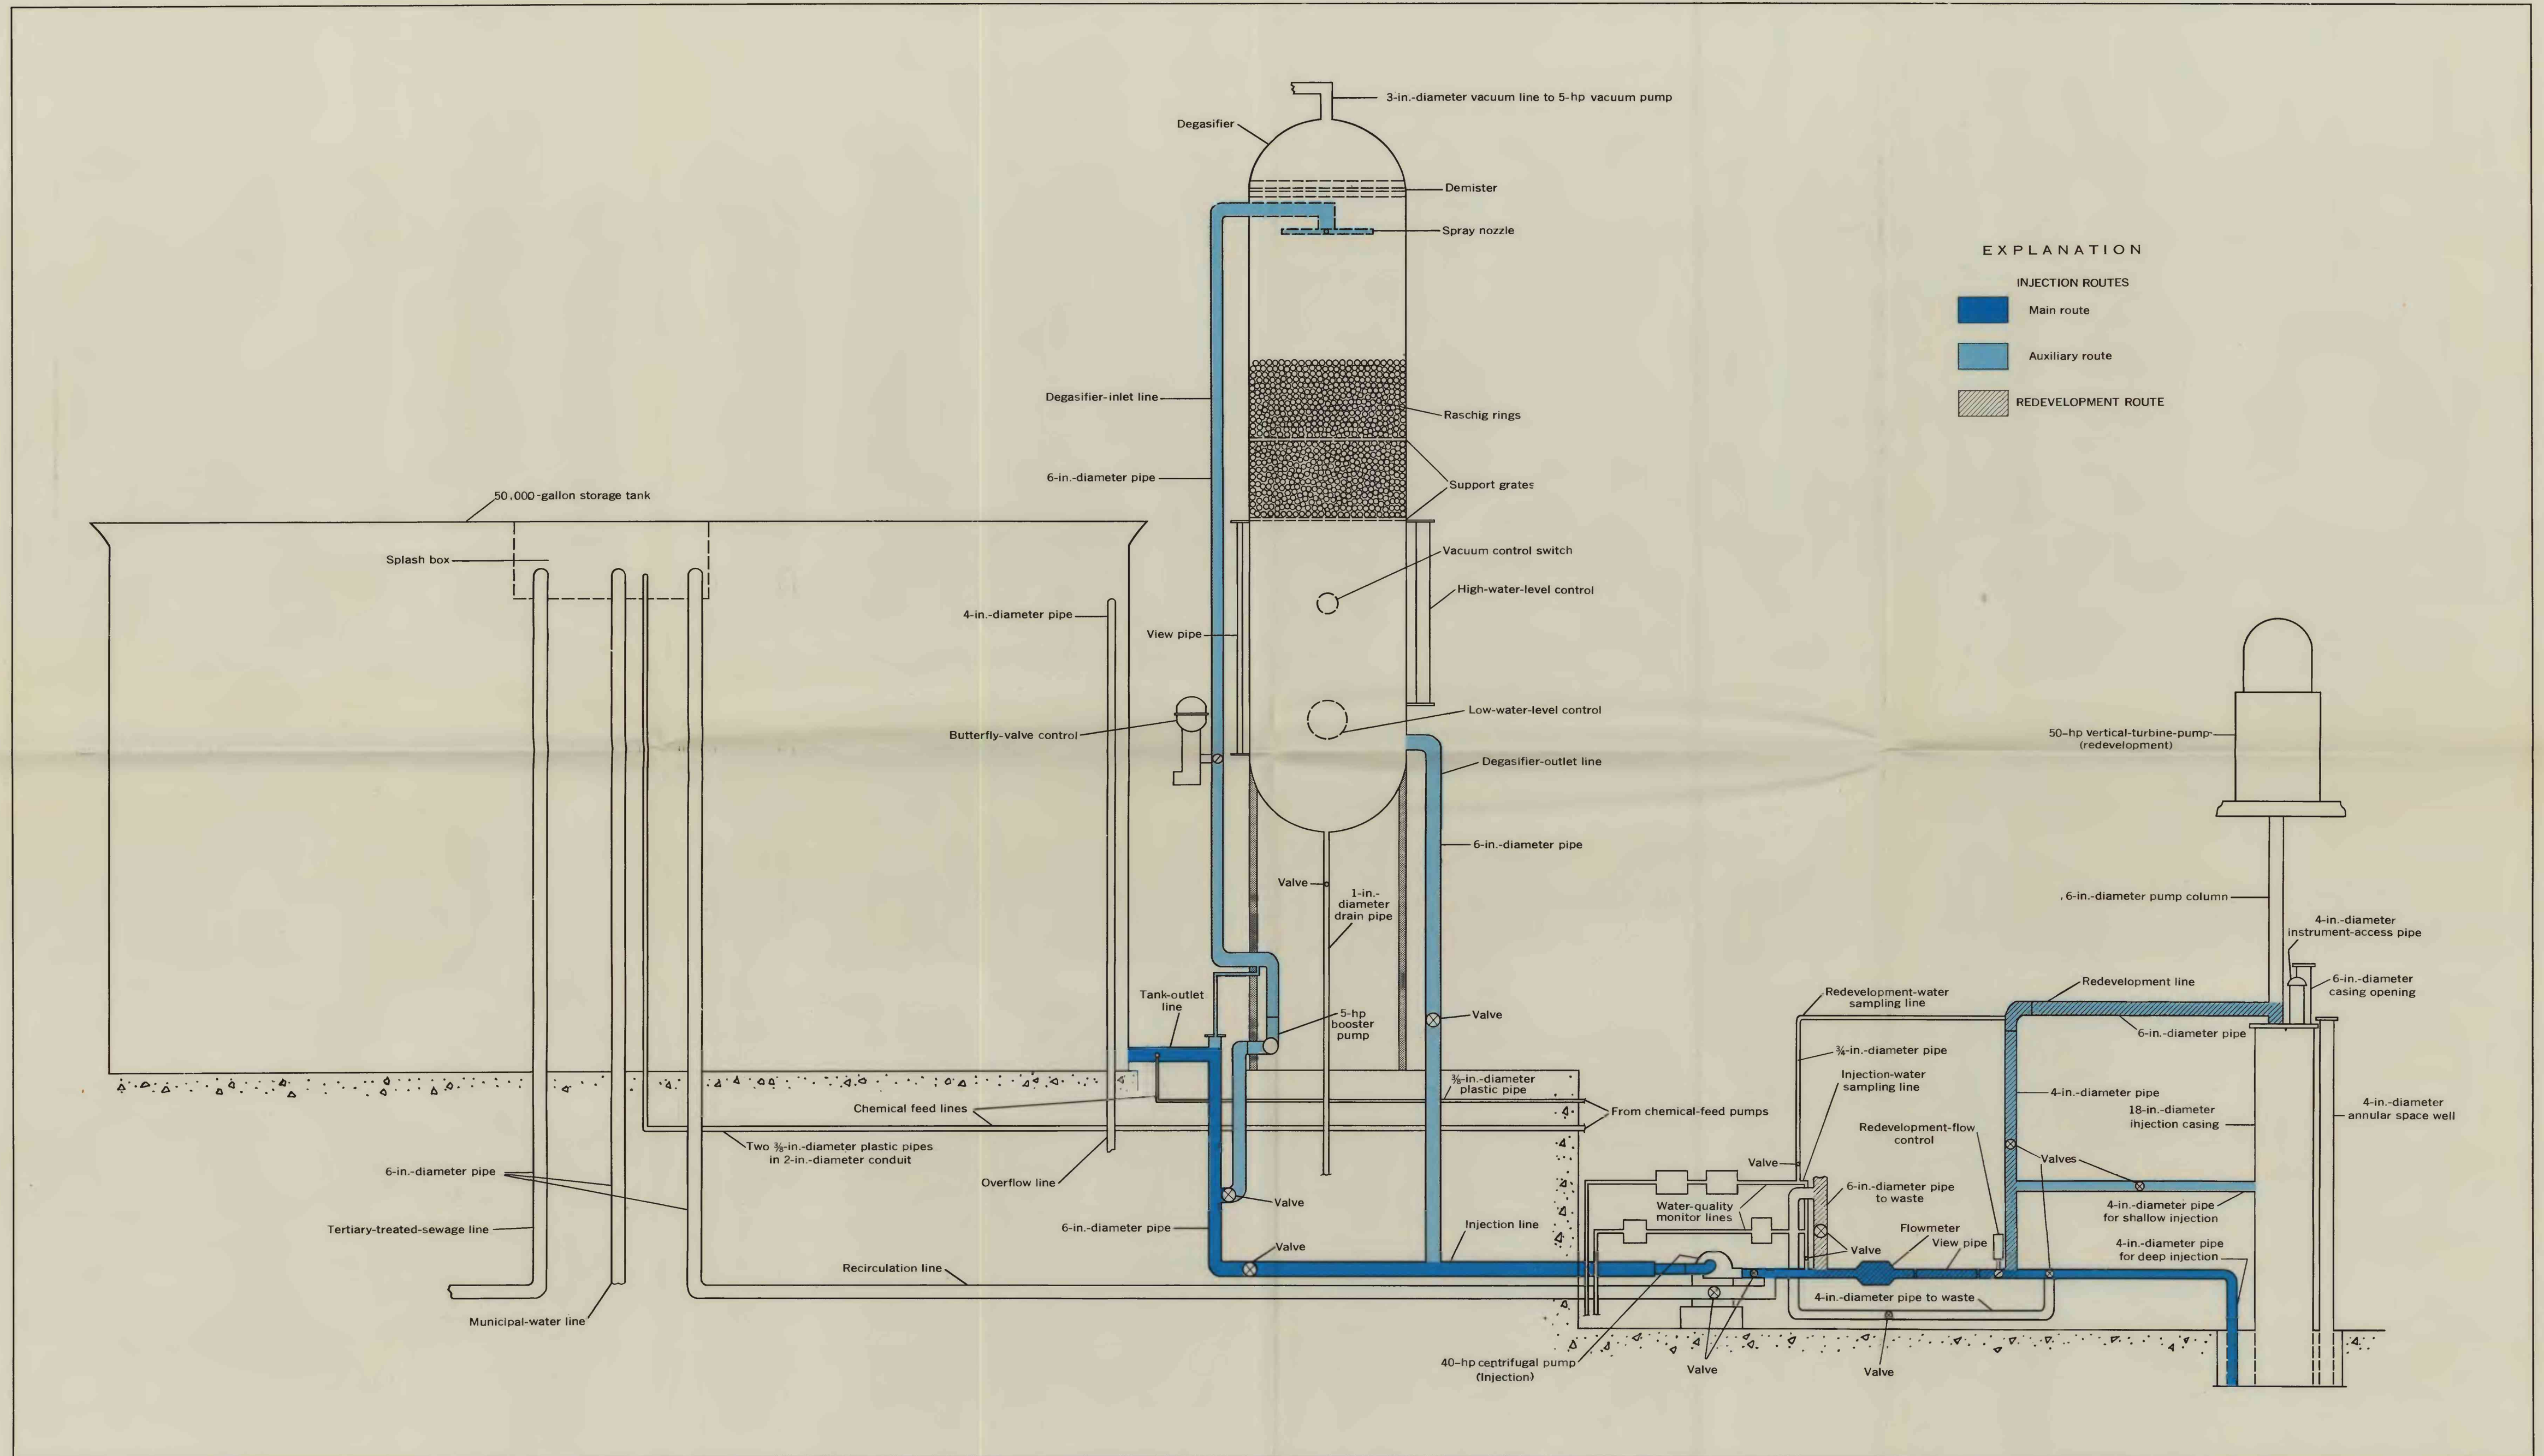 3-in.-diameter vacuum line to 5-hp vacuum pump
Degasifier
Demister
Spray nozzle
EXPLANATION
INJECTION ROUTES
Main route
Auxiliary route
REDEVELOPMENT ROUTE
Degasifier-inlet line
Raschig rings
6-in.-diameter pipe
Support grates
50,000-gallon storage tank
Splash box
Vacuum control switch
High-water-level control
4-in.-diameter pipe
View pipe
Low-water-level control
Butterfly-valve control
50-hp vertical-turbine-pump
(redevelopment)
Degasifier-outlet line
6-in.-diameter pipe
Valve
1-in.-
diameter
drain pipe
6-in.-diameter pump column
4-in.-diameter
instrument-access pipe
6-in.-diameter
casing opening
Tank-outlet
line
5-hp
booster
pump
Valve
Redevelopment-water
sampling line
Redevelopment line
6-in.-diameter pipe
¾-in.-diameter pipe
Injection-water
sampling line
⅜-in.-diameter
plastic pipe
Chemical feed lines
From chemical-feed pumps
4-in.-diameter pipe
18-in.-diameter
injection casing
4-in.-diameter
annular space well
Redevelopment-flow
control
Two ⅜-in.-diameter plastic pipes
in 2-in.-diameter conduit
6-in.-diameter pipe
Overflow line
Valve
Valves
6-in.-diameter pipe
to waste
Water-quality
monitor lines
4-in.-diameter pipe
for shallow injection
Valve
Tertiary-treated-sewage line
6-in.-diameter pipe
Injection line
Flowmeter
View pipe
Valve
Valve
4-in.-diameter pipe
for deep injection
Recirculation line
4-in.-diameter pipe to waste
Municipal-water line
40-hp centrifugal pump
(Injection)
Valve
Valve